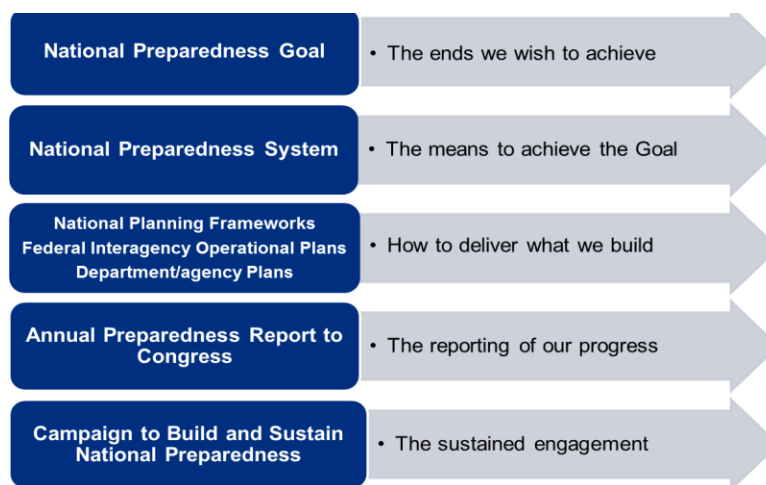 National Preparedness Goal
• The ends we wish to achieve
National Preparedness System
• The means to achieve the Goal
National Planning Frameworks
Federal Interagency Operational Plans
Department/agency Plans
• How to deliver what we build
Annual Preparedness Report to
Congress
• The reporting of our progress
Campaign to Build and Sustain
National Preparedness
• The sustained engagement